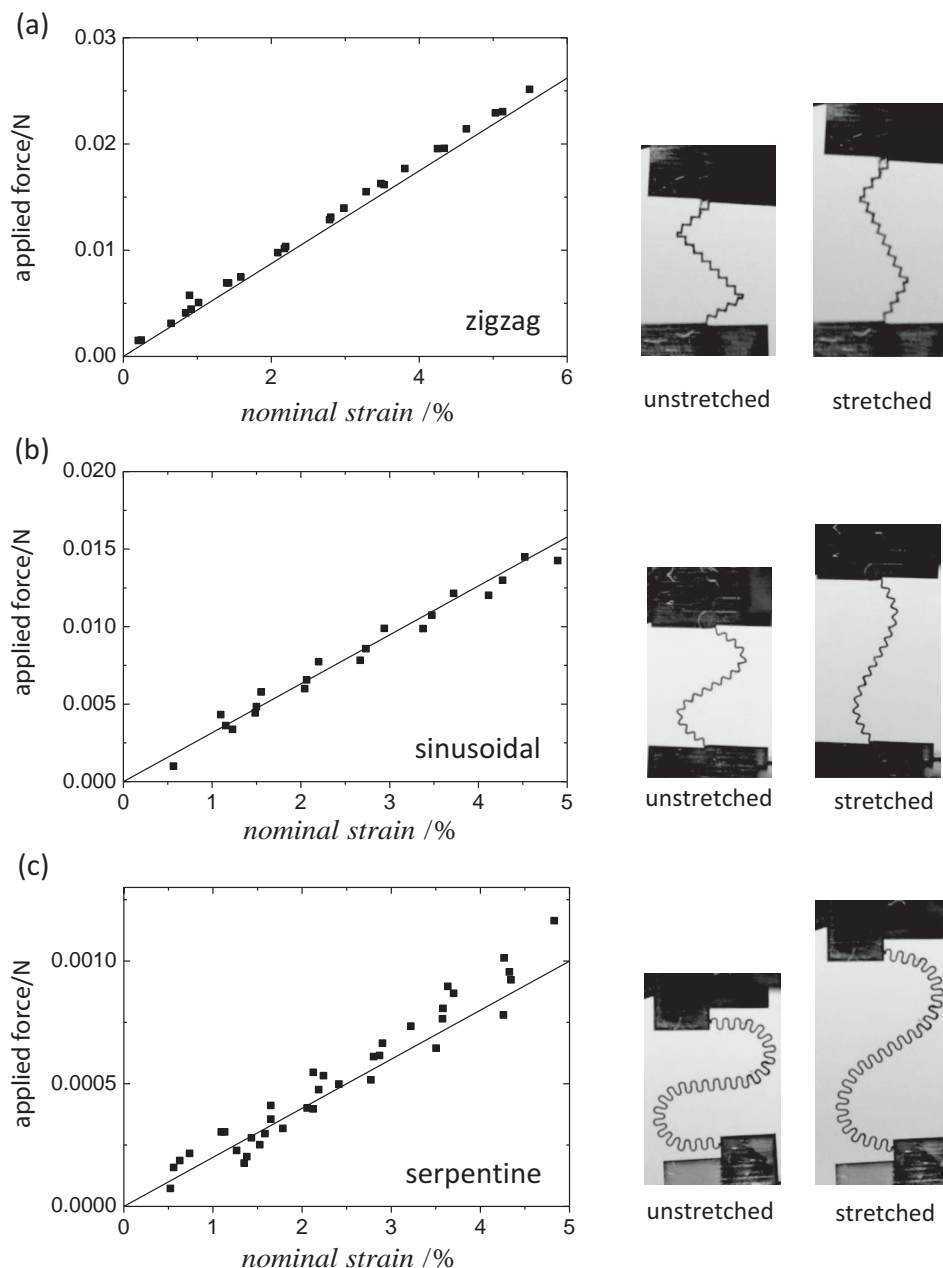 (a)
applied force/N
0.03
0.02
0.01
0.00
0
2
4
6
nominal strain /%
zigzag
unstretched
stretched
(b)
applied force/N
0.020
0.015
0.010
0.005
0.000
0
1
2
3
4
5
nominal strain /%
sinusoidal
unstretched
stretched
(c)
applied force/N
0.0010
0.0005
0.0000
0
1
2
3
4
5
nominal strain /%
serpentine
unstretched
stretched